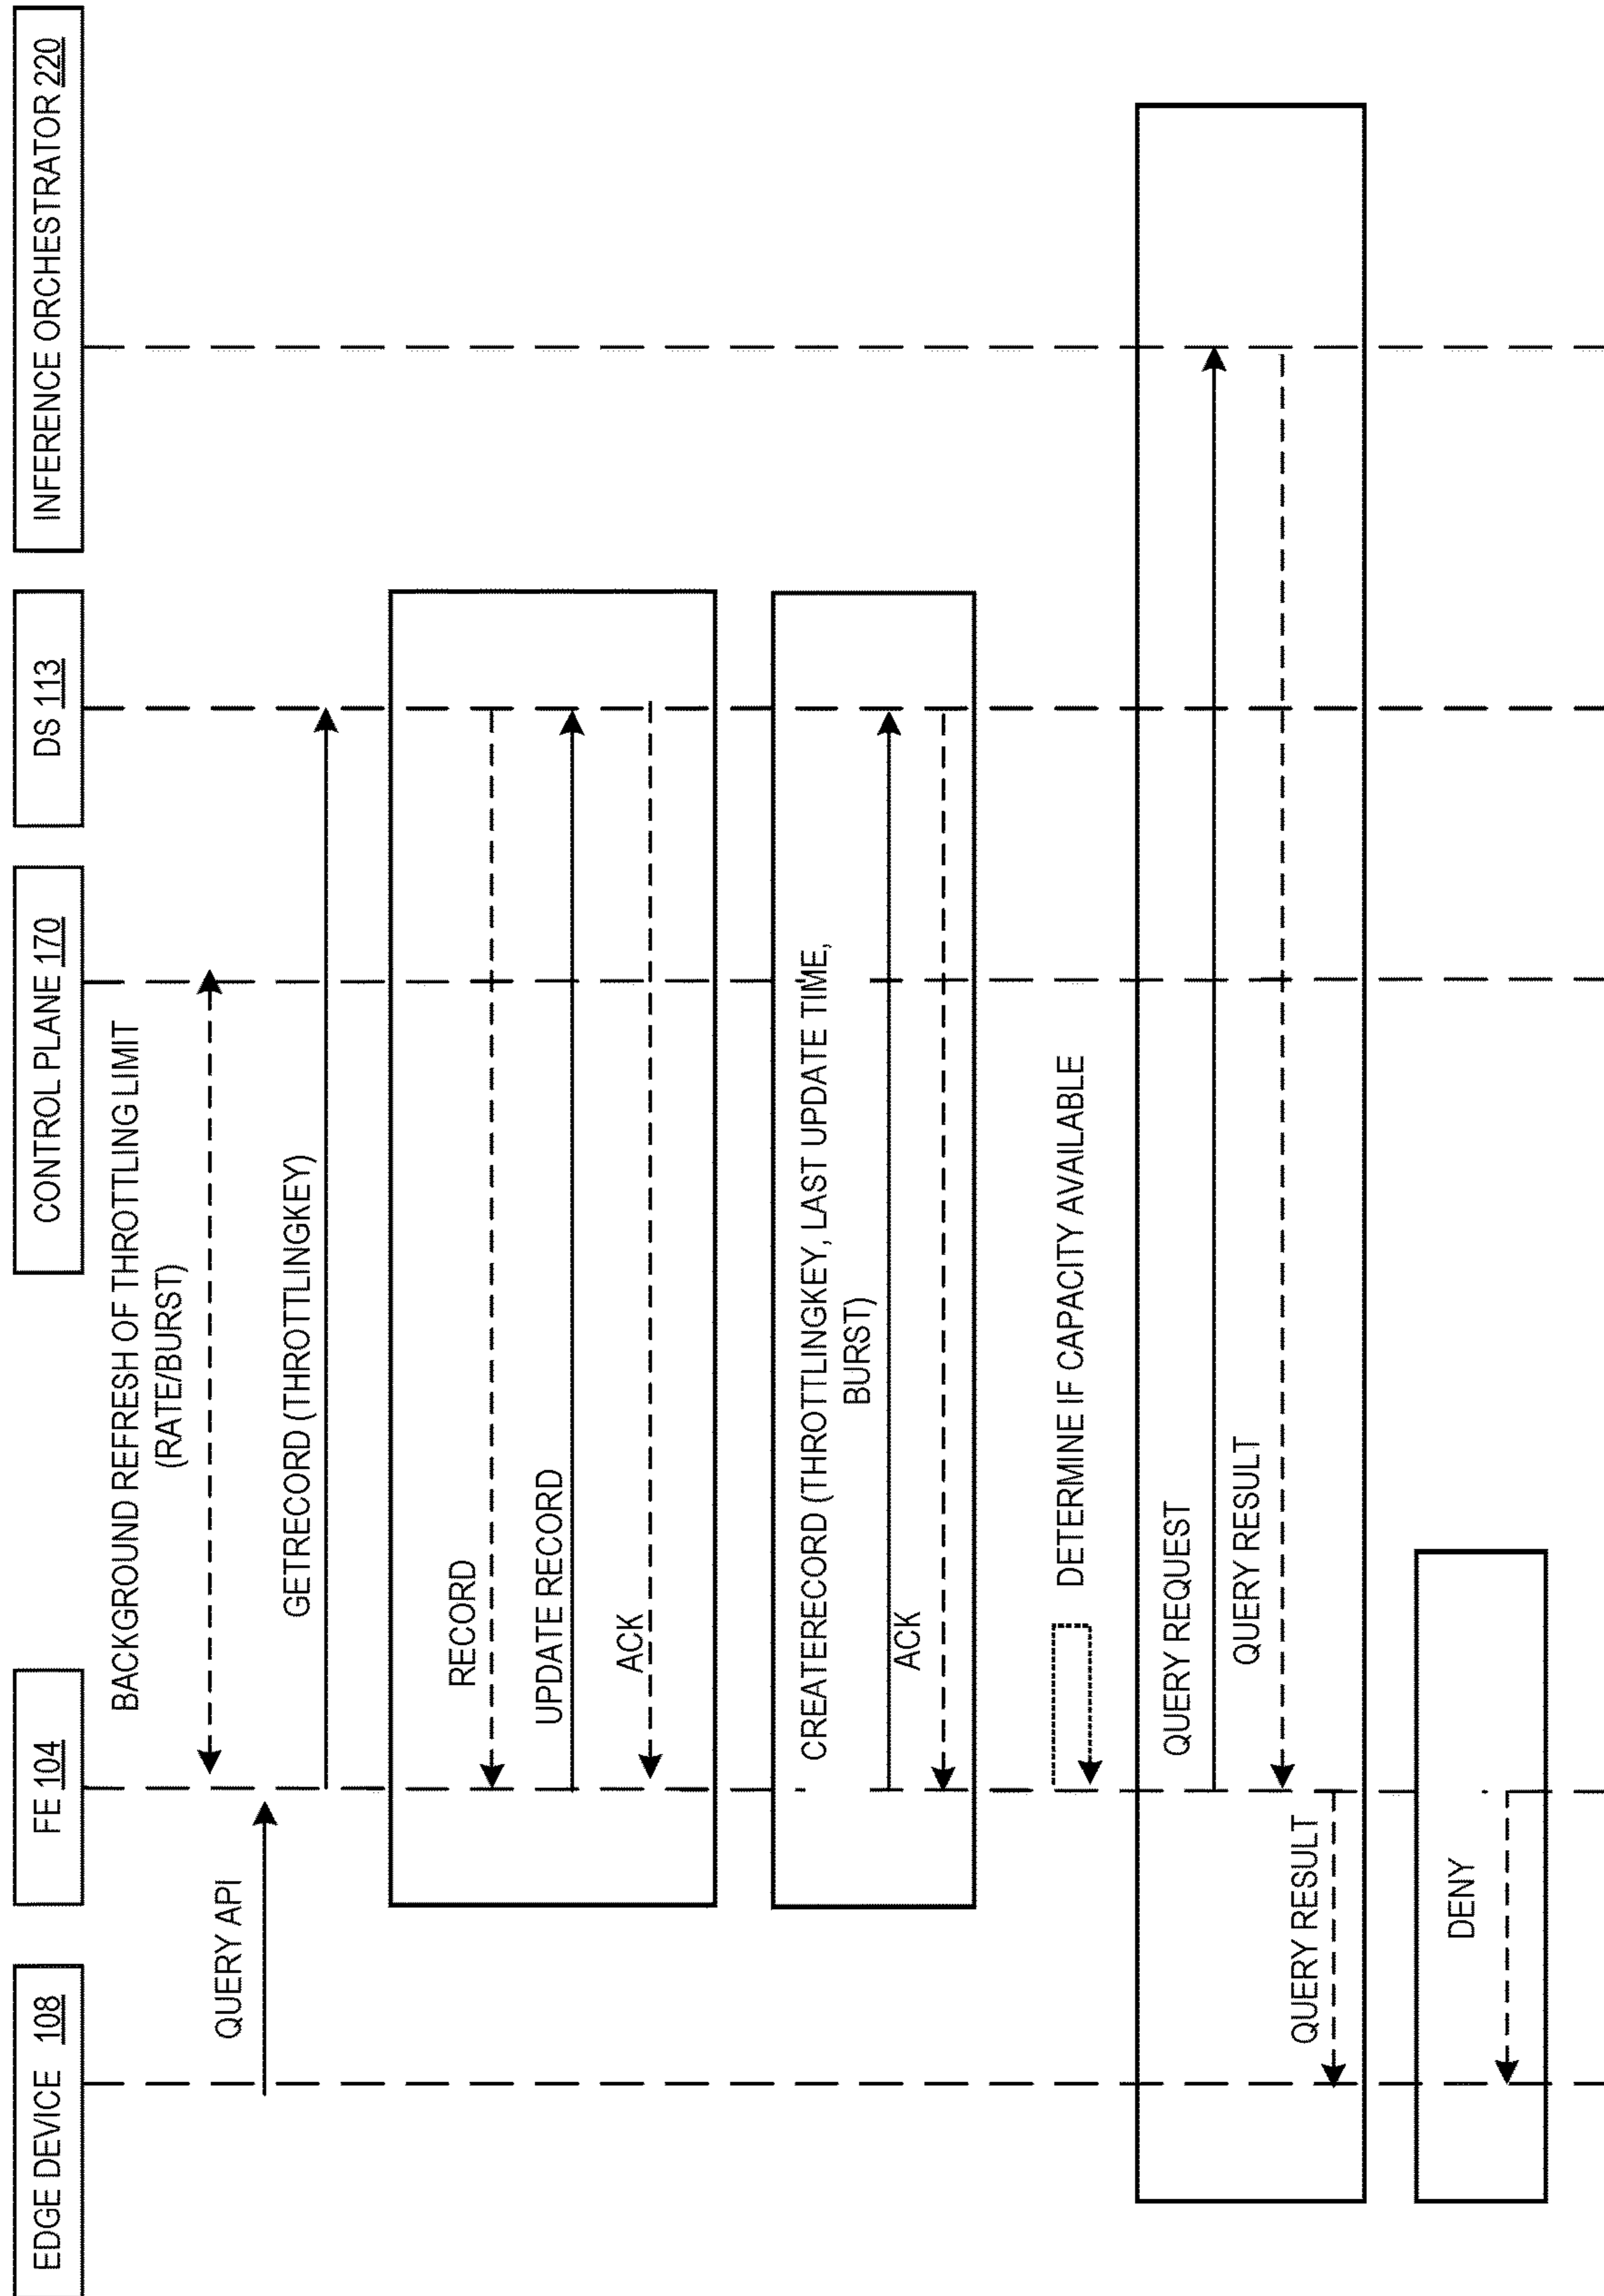 EDGE DEVICE 108
FE 104
CONTROL PLANE 170
DS 113
INFERENCE ORCHESTRATOR 220
BACKGROUND REFRESH OF THROTTLING LIMIT
(RATE/BURST)
QUERY API
GETRECORD (THROTTLINGKEY)
RECORD
UPDATE RECORD
ACK
CREATERECORD (THROTTLINGKEY, LAST UPDATE TIME,
BURST)
ACK
DETERMINE IF CAPACITY AVAILABLE
QUERY REQUEST
QUERY RESULT
QUERY RESULT
DENY